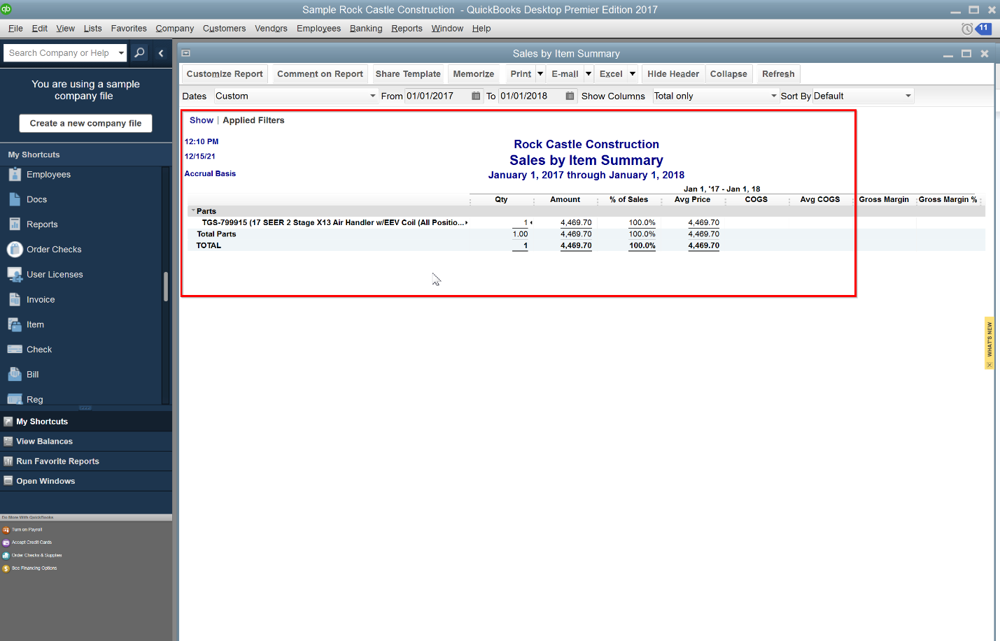 qb
Sample Rock Castle Construction - QuickBooks Desktop Premier Edition 2017
File Edit View Lists Favorites Company Customers Vendors Employees Banking Reports Window Help
11
Search Company or Help
Sales by Item Summary
You are using a sample
company file
Create a new company file
Customize Report Comment on Report Share Template Memorize Print E-mail Excel Hide Header Collapse Refresh
Dates Custom From 01/01/2017 To 01/01/2018 Show Columns Total only Sort By Default
Show | Applied Filters
12:10 PM
12/15/21
Accrual Basis
Rock Castle Construction
Sales by Item Summary
January 1, 2017 through January 1, 2018
Jan 1, '17 - Jan 1, 18
Qty Amount % of Sales Avg Price COGS Avg COGS Gross Margin Gross Margin %
Parts
TGS-799915 (17 SEER 2 Stage X13 Air Handler w/EEV Coil (All Positio... 1 4,469.70 100.0% 4,469.70
Total Parts 1.00 4,469.70 100.0% 4,469.70
TOTAL 1 4,469.70 100.0% 4,469.70
My Shortcuts
Employees
Docs
Reports
Order Checks
User Licenses
Invoice
Item
Check
Bill
Reg
My Shortcuts
View Balances
Run Favorite Reports
Open Windows
Do More With QuickBooks
Turn on Payroll
Accept Credit Cards
Order Checks & Supplies
See Financing Options
WHAT'S NEW